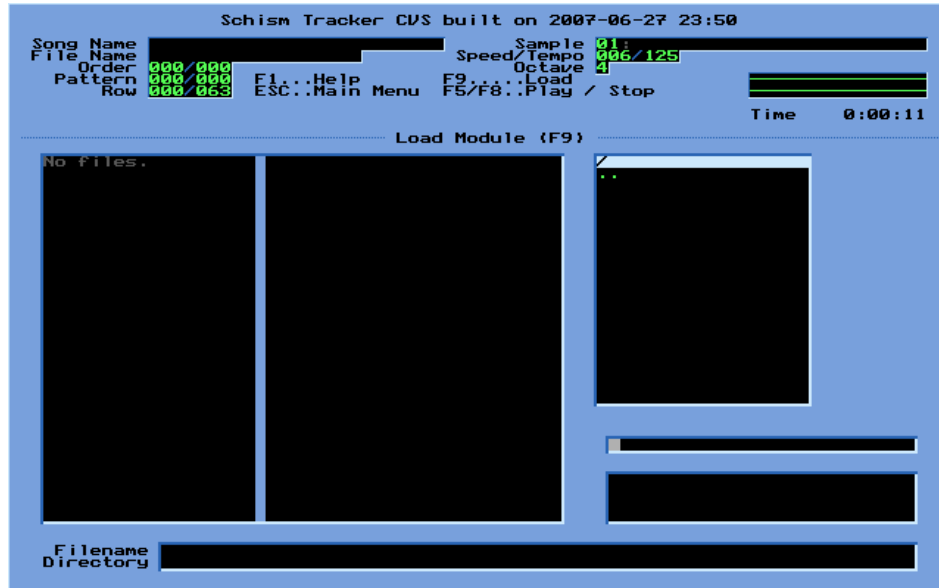 Schism Tracker CVS built on 2007-06-27 23:50
Song Name Sample 01:
File Name Speed/Tempo 006/125
Order 000/000 Octave 4
Pattern 000/000 F1...Help F9.....Load
Row 000/063 ESC..Main Menu F5/F8..Play / Stop
Time 0:00:11
Load Module (F9)
No files. /
..
Filename
Directory